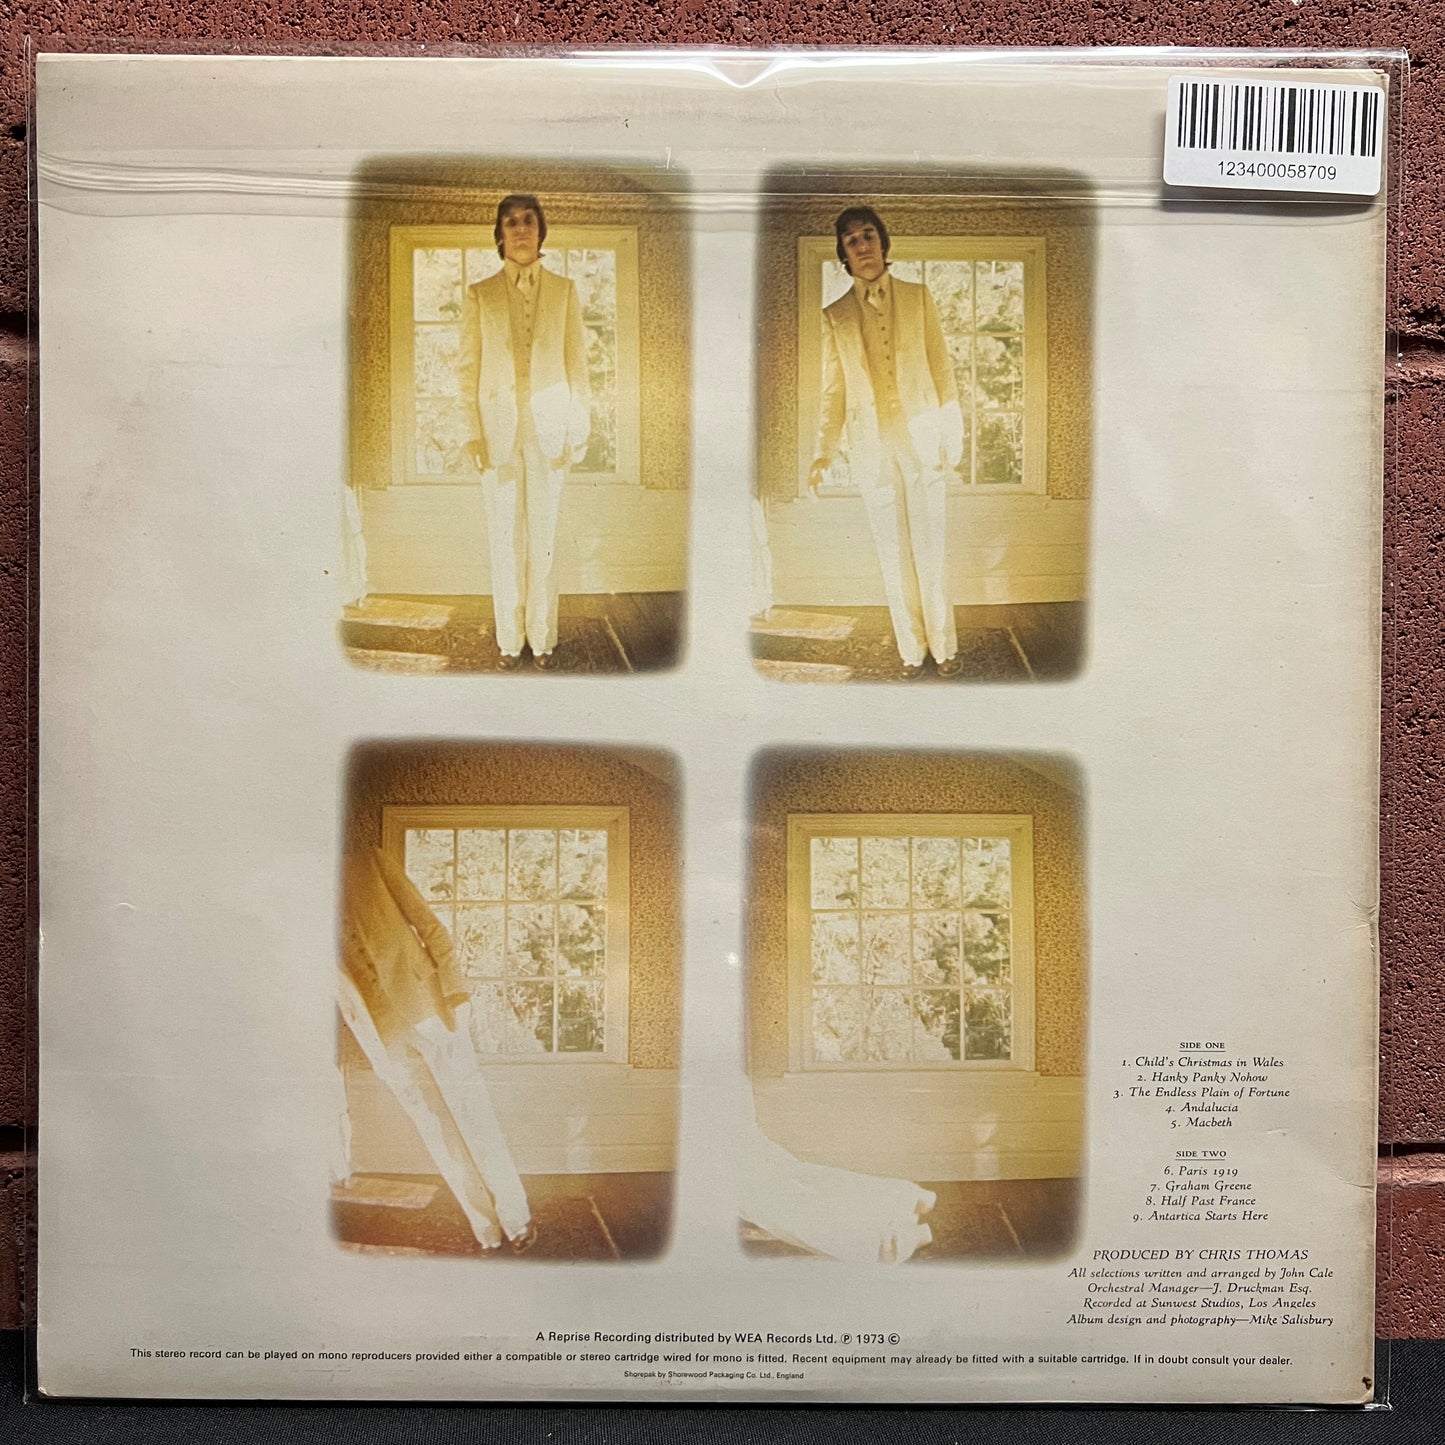 123400058709
SIDE ONE
1. Child's Christmas in Wales
2. Hanky Panky Nohow
3. The Endless Plain of Fortune
4. Andalucia
5. Macbeth
SIDE TWO
6. Paris 1919
7. Graham Greene
8. Half Past France
9. Antartica Starts Here
PRODUCED BY CHRIS THOMAS
All selections written and arranged by John Cale
Orchestral Manager—J. Druckman Esq.
Recorded at Sunwest Studios, Los Angeles
Album design and photography—Mike Salisbury
A Reprise Recording distributed by WEA Records Ltd. ℗ 1973 ©
This stereo record can be played on mono reproducers provided either a compatible or stereo cartridge wired for mono is fitted. Recent equipment may already be fitted with a suitable cartridge. If in doubt consult your dealer.
Shorepak by Shorewood Packaging Co. Ltd., England